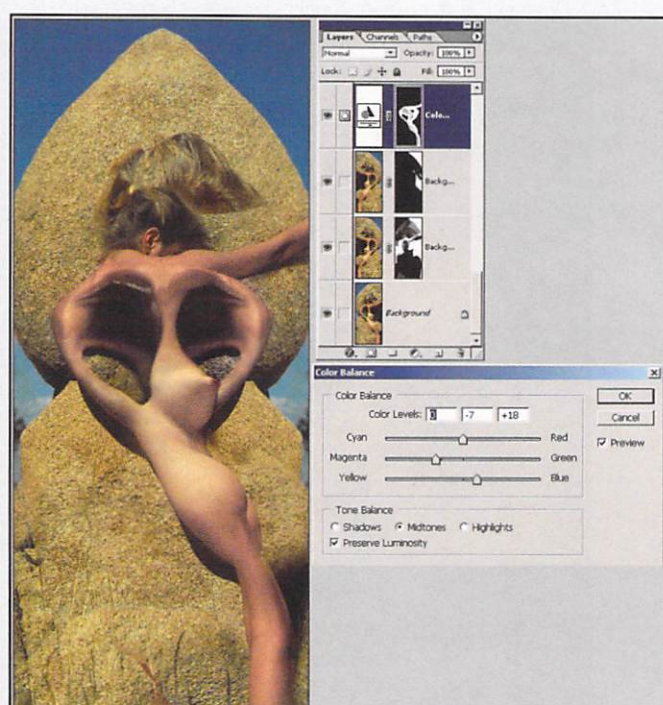 Layers Channels Paths
Normal Opacity: 100%
Lock: Fill: 100%
Colo...
Backg...
Backg...
Background
Color Balance
Color Balance
Color Levels: 0 -7 +18
Cyan Red
Magenta Green
Yellow Blue
Tone Balance
Shadows Midtones Highlights
Preserve Luminosity
OK
Cancel
Preview